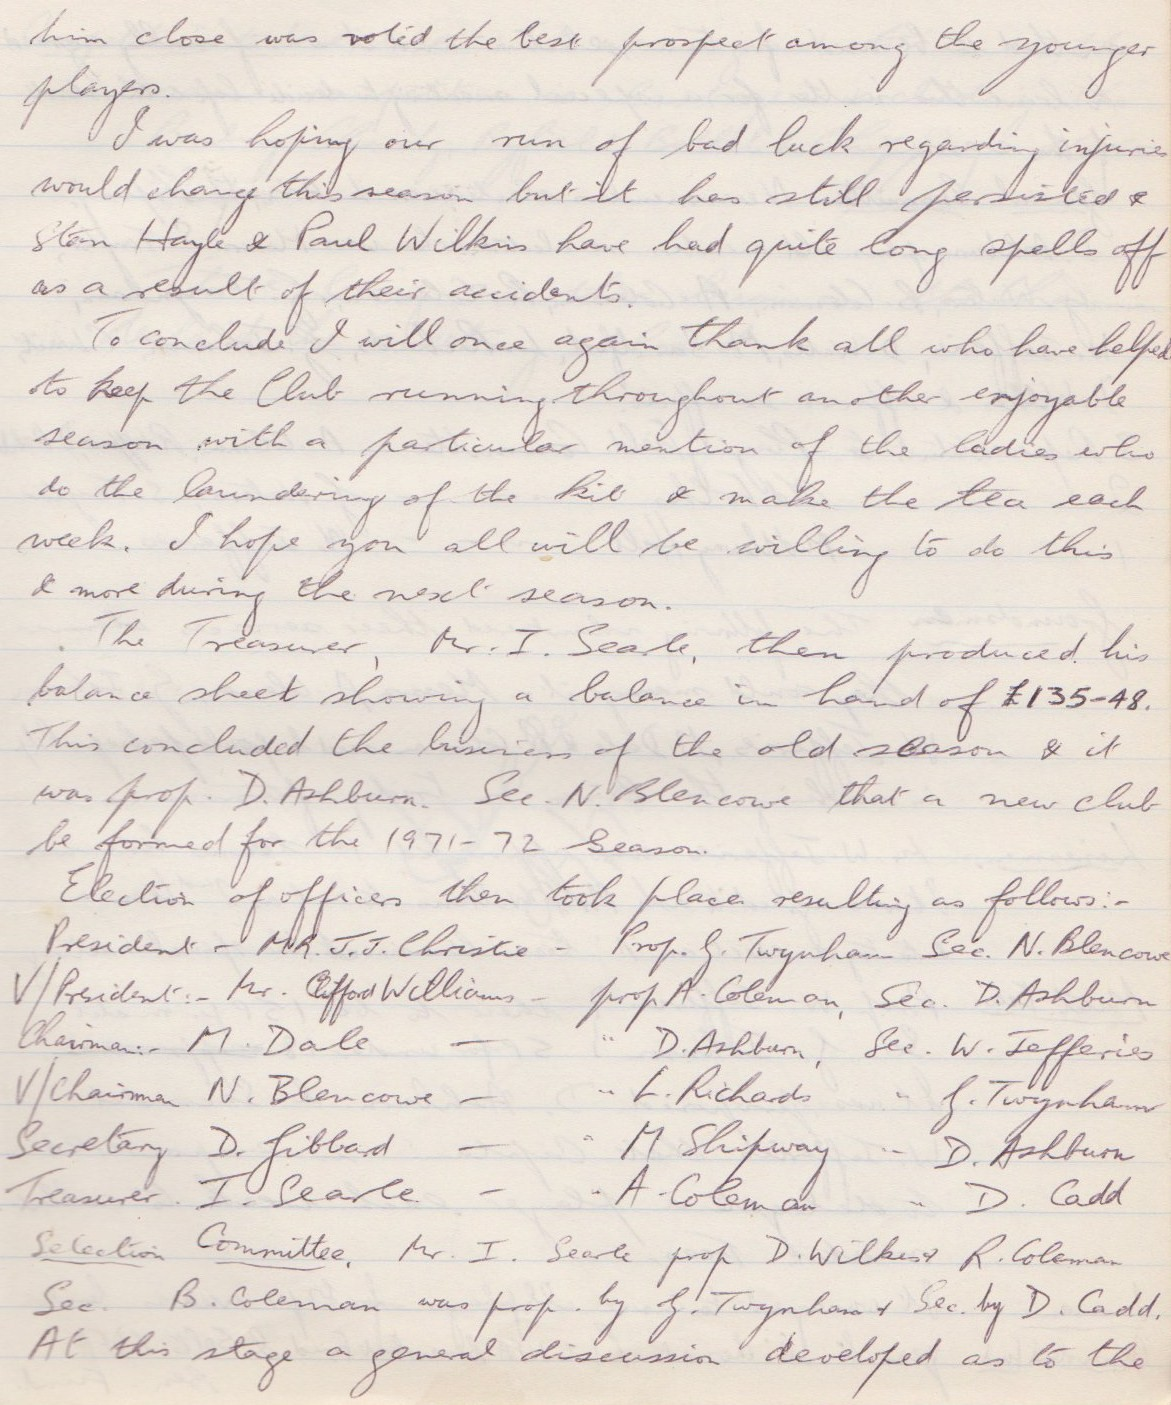 him close was voted the best prospect among the younger
players.
I was hoping our run of bad luck regarding injuries
would change this season but it has still persisted &
Stan Hayle & Paul Wilkins have had quite long spells off
as a result of their accidents.
To conclude I will once again thank all who have helped
to keep the Club running throughout another enjoyable
season with a particular mention of the ladies who
do the laundering of the kit & make the tea each
week. I hope you all will be willing to do this
& more during the next season.
The Treasurer, Mr. I. Searle, then produced his
balance sheet showing a balance in hand of £135-48.
This concluded the business of the old season & it
was prop. D. Ashburn. Sec. N. Blencowe that a new club
be formed for the 1971-72 Season.
Election of officers then took place resulting as follows:-
President - MR. J.J. Christie - Prop. G. Twynham Sec. N. Blencowe
V/President:- Mr. Clifford Williams - prop A. Coleman, Sec. D. Ashburn
Chairman:- M. Dale — " D. Ashburn, Sec. W. Jefferies
V/Chairman N. Blencowe - " L. Richards " G. Twynham
Secretary D. Gibbard — " M Shipway " D. Ashburn
Treasurer. I. Searle - " A. Coleman " D. Cadd
Selection Committee. Mr. I. Searle prop D. Wilkins & R. Coleman
Sec. B. Coleman was prop. by G. Twynham & Sec. by D. Cadd.
At this stage a general discussion developed as to the